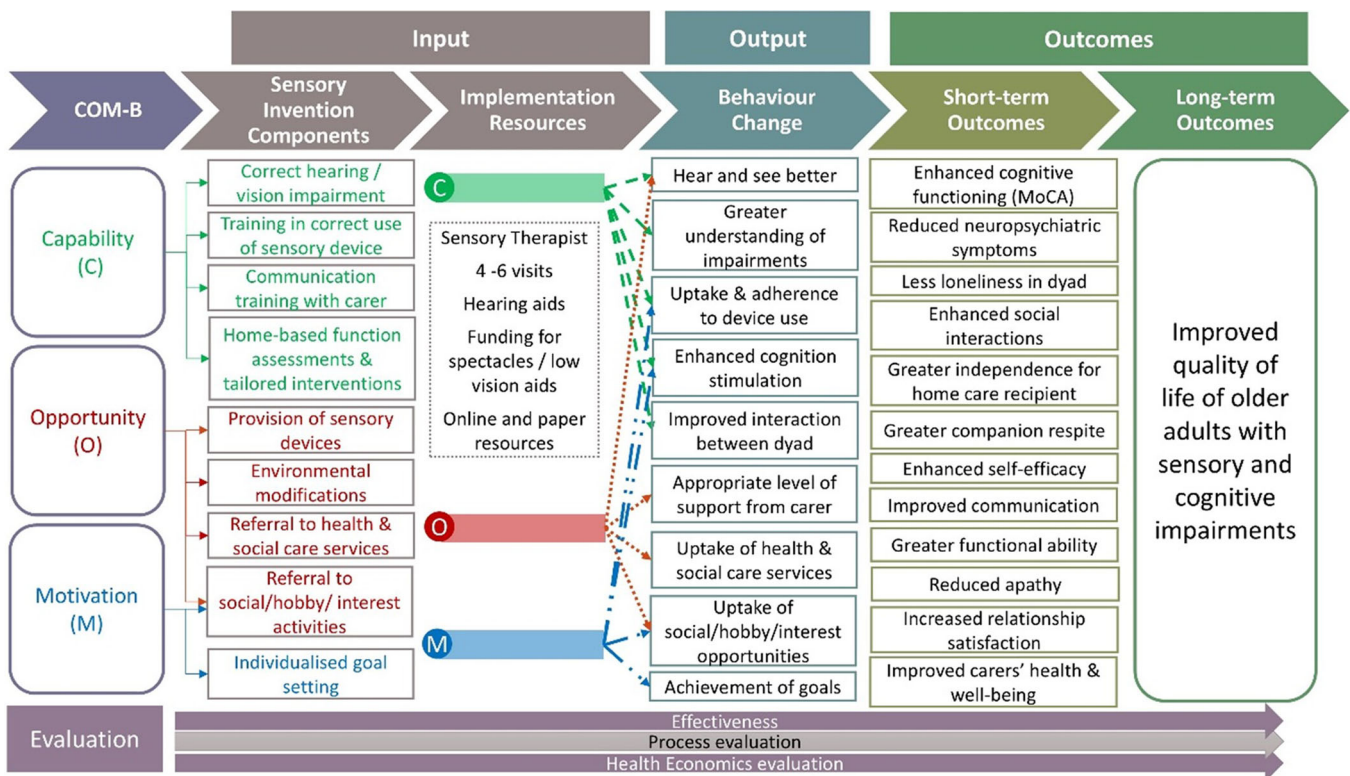 Input
Output
Outcomes
COM-B
Sensory
Invention
Components
Implementation
Resources
Behaviour
Change
Short-term
Outcomes
Long-term
Outcomes
Capability
(C)
Opportunity
(O)
Motivation
(M)
Correct hearing /
vision impairment
Training in correct use
of sensory device
Communication
training with carer
Home-based function
assessments &
tailored interventions
Provision of sensory
devices
Environmental
modifications
Referral to health &
social care services
Referral to
social/hobby/ interest
activities
Individualised goal
setting
C
Sensory Therapist
4 -6 visits
Hearing aids
Funding for
spectacles / low
vision aids
Online and paper
resources
O
M
Hear and see better
Greater
understanding of
impairments
Uptake & adherence
to device use
Enhanced cognition
stimulation
Improved interaction
between dyad
Appropriate level of
support from carer
Uptake of health &
social care services
Uptake of
social/hobby/interest
opportunities
Achievement of goals
Enhanced cognitive
functioning (MoCA)
Reduced neuropsychiatric
symptoms
Less loneliness in dyad
Enhanced social
interactions
Greater independence for
home care recipient
Greater companion respite
Enhanced self-efficacy
Improved communication
Greater functional ability
Reduced apathy
Increased relationship
satisfaction
Improved carers' health &
well-being
Improved
quality of
life of older
adults with
sensory and
cognitive
impairments
Evaluation
Effectiveness
Process evaluation
Health Economics evaluation